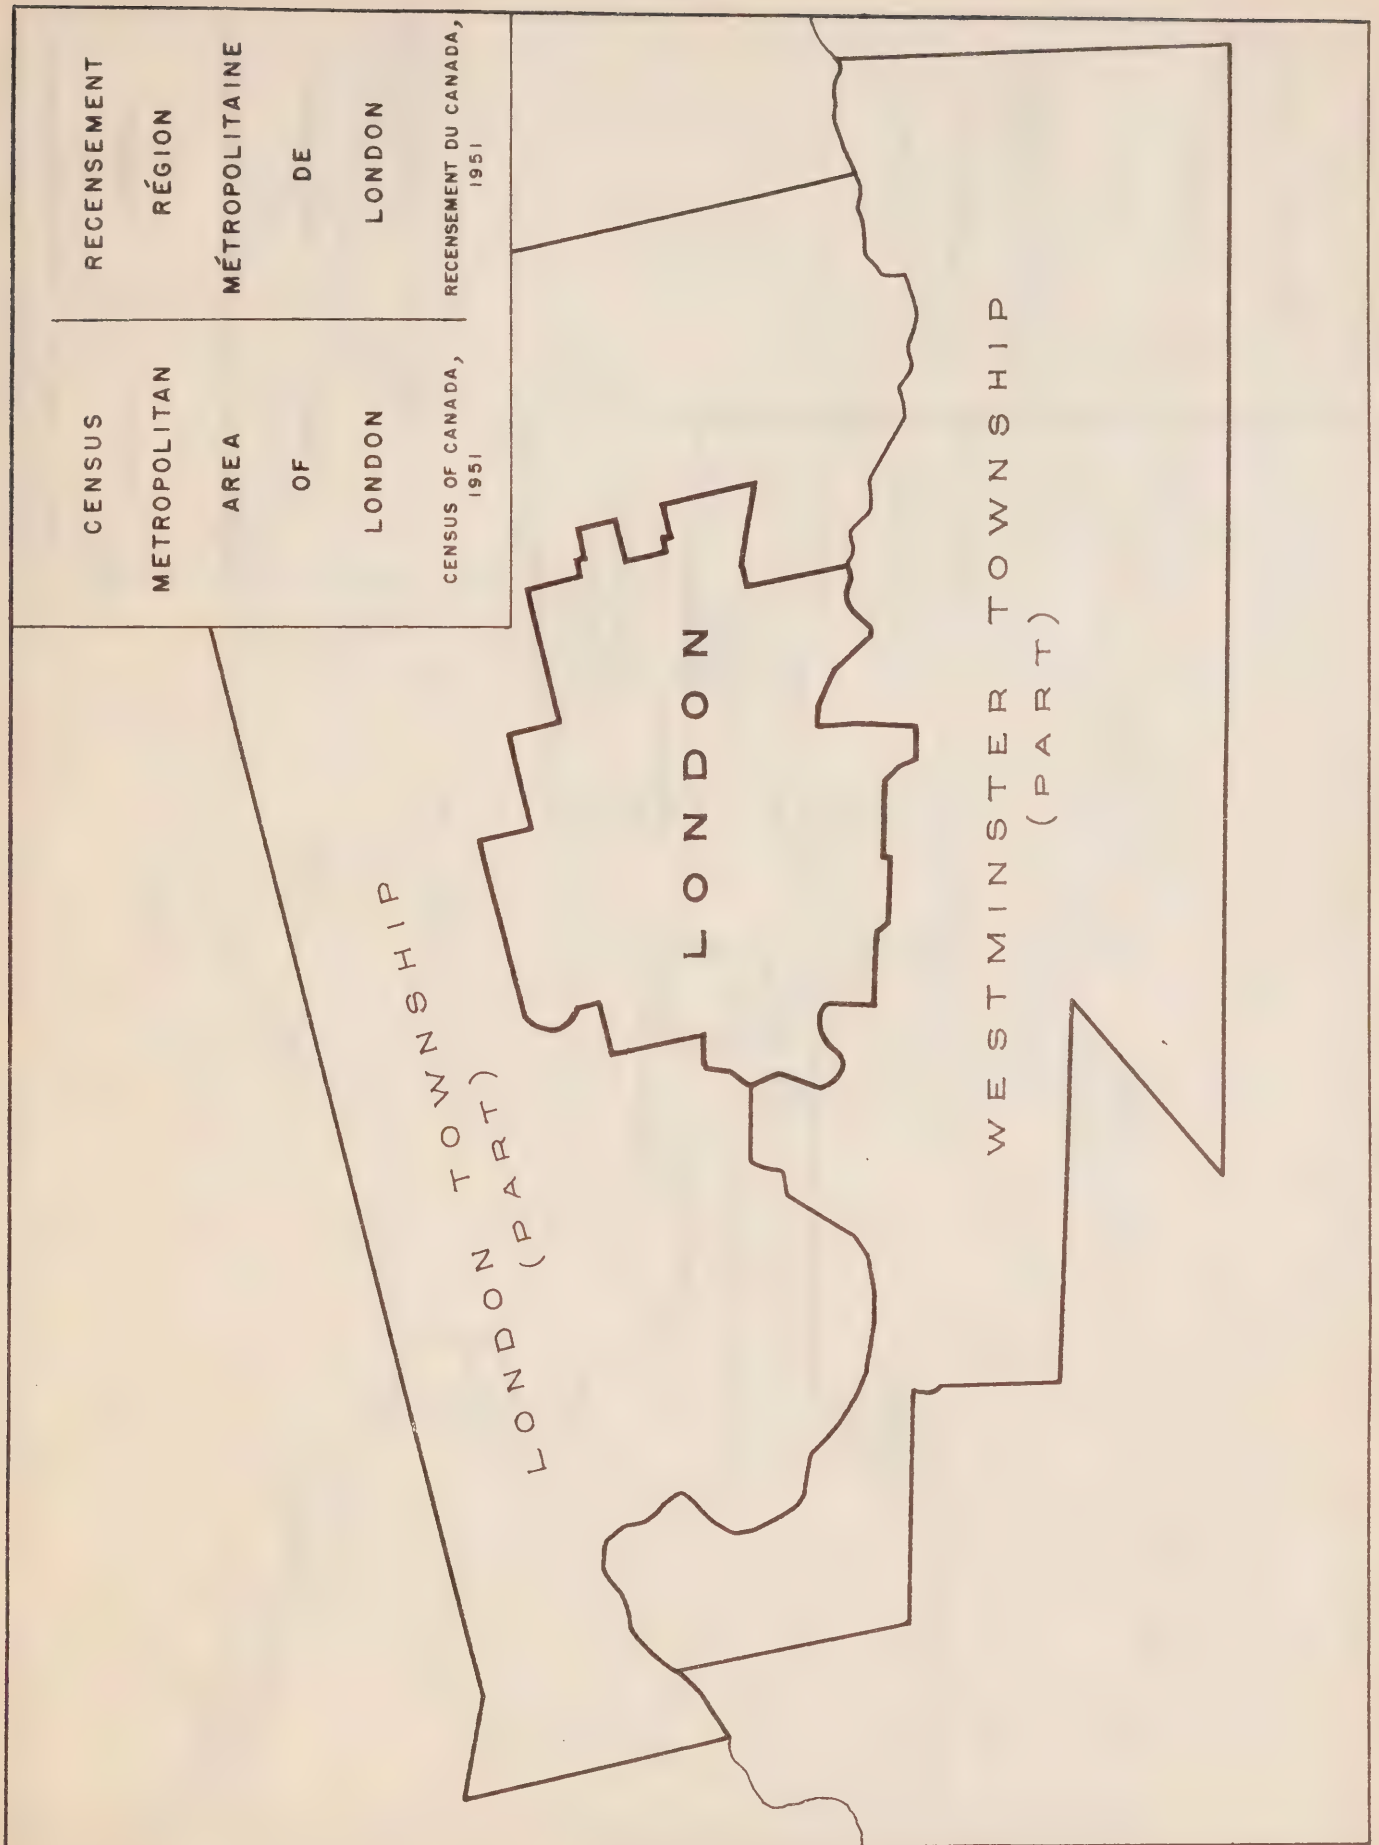 CENSUS
METROPOLITAN
AREA
OF
LONDON
CENSUS OF CANADA,
1951
RECENSEMENT
RÉGION
MÉTROPOLITAINE
DE
LONDON
RECENSEMENT DU CANADA,
1951
LONDON TOWNSHIP
(PART)
LONDON
WESTMINSTER TOWNSHIP
(PART)